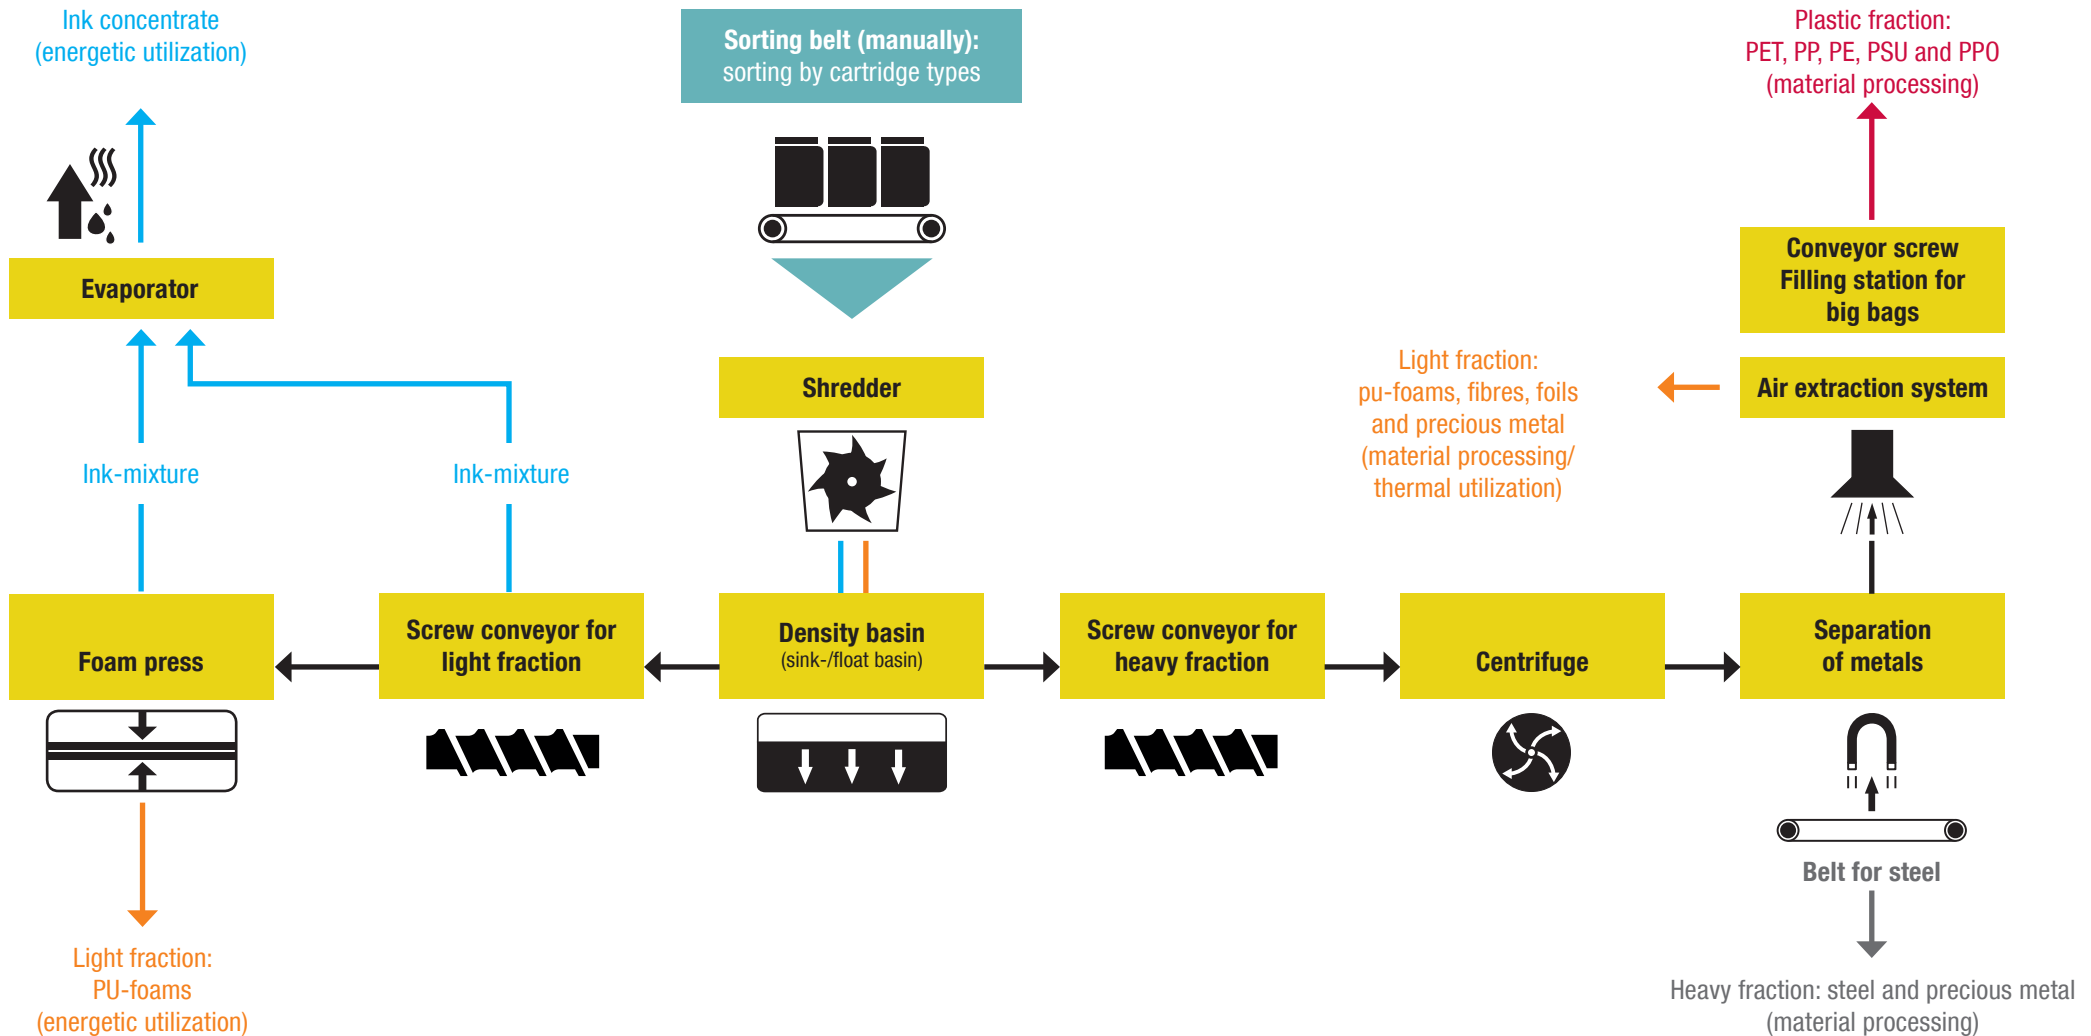 Ink concentrate
(energetic utilization)
Sorting belt (manually):
sorting by cartridge types
Plastic fraction:
PET, PP, PE, PSU and PPO
(material processing)
Evaporator
Conveyor screw
Filling station for
big bags
Shredder
Light fraction:
pu-foams, fibres, foils
and precious metal
(material processing/
thermal utilization)
Air extraction system
Ink-mixture
Ink-mixture
Foam press
Screw conveyor for
light fraction
Density basin
(sink-/float basin)
Screw conveyor for
heavy fraction
Centrifuge
Separation
of metals
Belt for steel
Light fraction:
PU-foams
(energetic utilization)
Heavy fraction: steel and precious metal
(material processing)